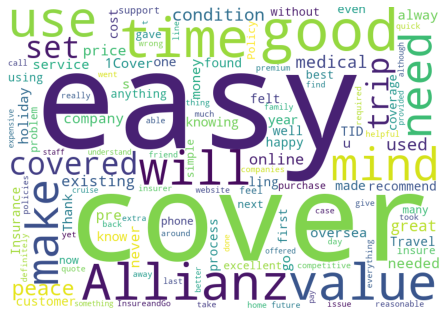 use time good
set
need
trip
easy
covered will mind
make cover
Allianz value
peace
condition
without
even
alway
support
cost
gave
wrong
Policy
quick
although
among
price
1Cover
one
medical
service
found
call
using
money
best
find
premium
went
anything
felt
coverage
provided
holiday
expensive
problem
company
really
able
thing
much
family
knowing
year
well
happy
TID
u
required
helpful
used
staff
understand
friend
simple
online
companies
existing
ling
purchase
made
recommend
policies
cruise
insurer
website
feel
next
case
give
many
took
Insurance
yet
Thank
pre
back
extra
phone
around
go
first
oversea
day
great
Travel
insure
needed
definitely
now
know
never
process
done
excellent
offered
competitive
everything
customer
quote
away
last
better
something
InsureandGo
take
home
future
pay
issue
reasonable